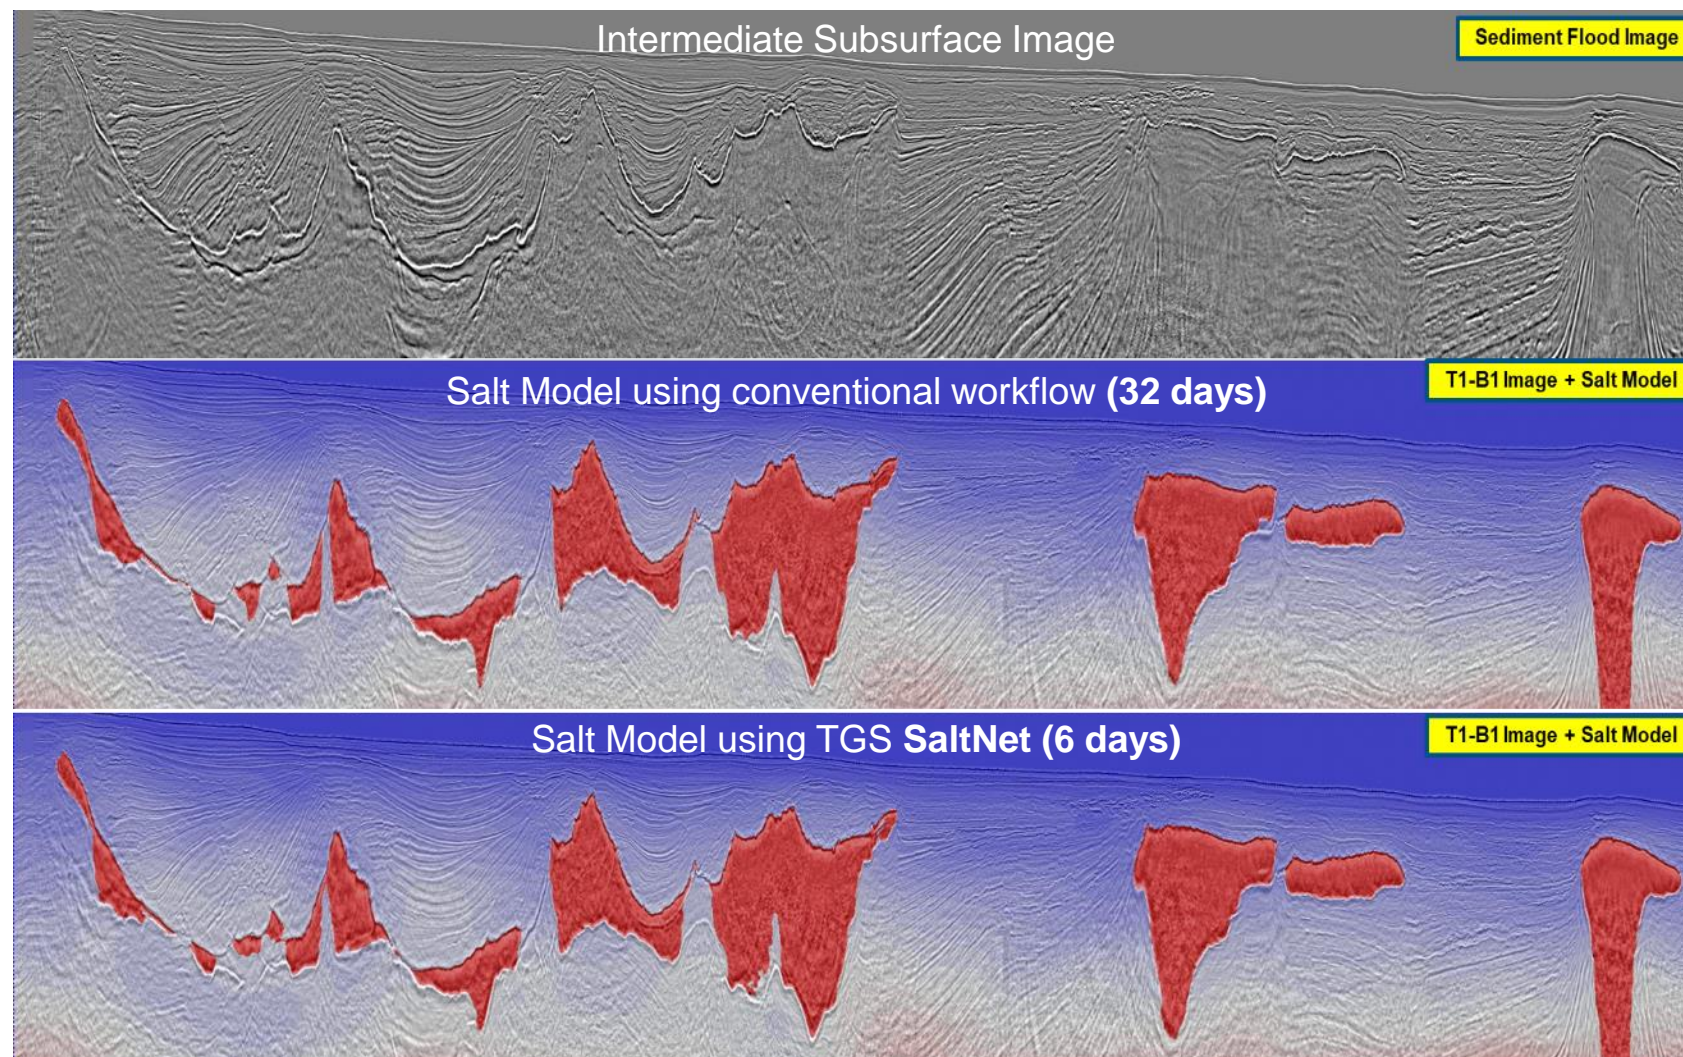 Intermediate Subsurface Image
Sediment Flood Image
Salt Model using conventional workflow (32 days)
T1-B1 Image + Salt Model
Salt Model using TGS SaltNet (6 days)
T1-B1 Image + Salt Model